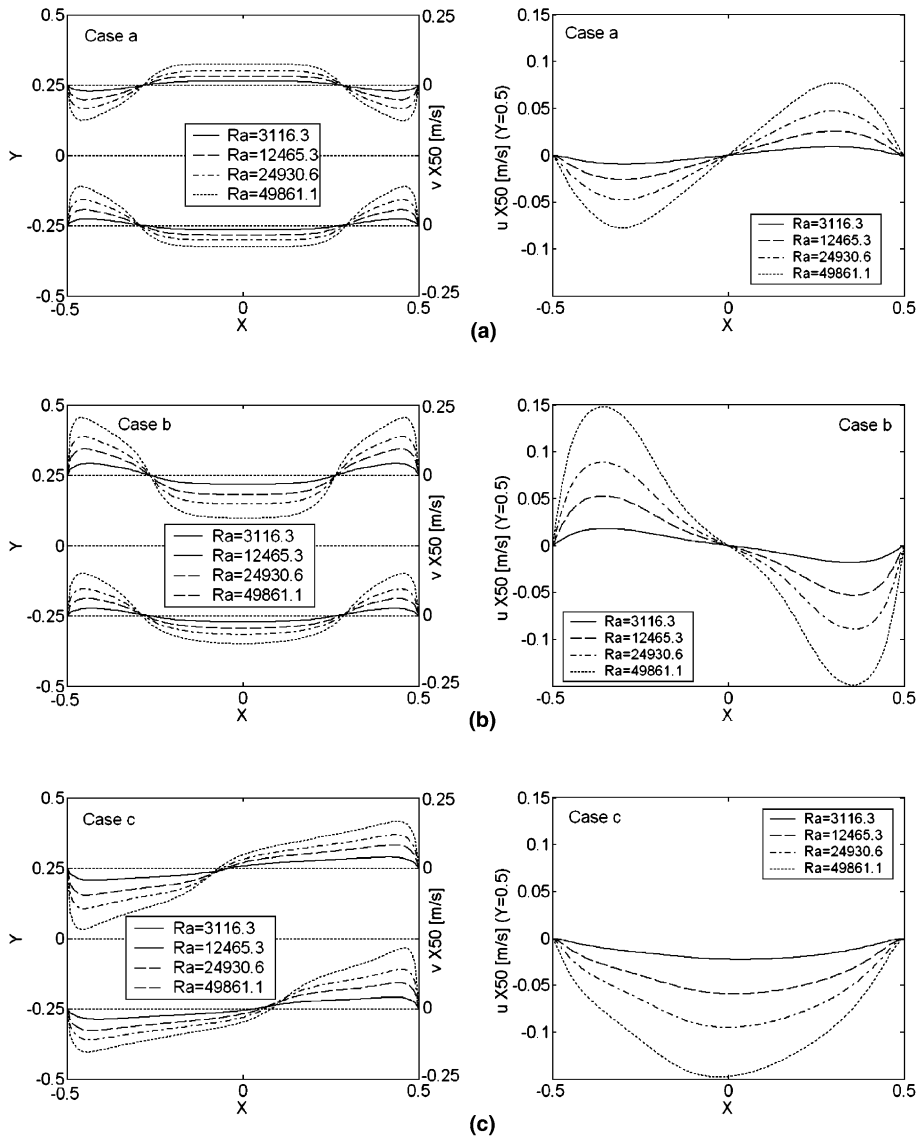 0.5
0.25
Case a
0.25
0
Y
0
v X50 [m/s]
Ra=3116.3
Ra=12465.3
Ra=24930.6
Ra=49861.1
-0.25
0
-0.5
-0.25
-0.5
0
0.5
X
0.15
Case a
0.1
0.05
0
-0.05
-0.1
u X50 [m/s] (Y=0.5)
Ra=3116.3
Ra=12465.3
Ra=24930.6
Ra=49861.1
-0.5
0
0.5
X
(a)
0.5
0.25
Case b
0.25
0
Y
0
v X50 [m/s]
Ra=3116.3
Ra=12465.3
Ra=24930.6
Ra=49861.1
-0.25
0
-0.5
-0.25
-0.5
0
0.5
X
0.15
Case b
0.1
0.05
0
-0.05
-0.1
u X50 [m/s] (Y=0.5)
Ra=3116.3
Ra=12465.3
Ra=24930.6
Ra=49861.1
-0.5
0
0.5
X
(b)
0.5
0.25
Case c
0.25
0
Y
0
v X50 [m/s]
Ra=3116.3
Ra=12465.3
Ra=24930.6
Ra=49861.1
-0.25
0
-0.5
-0.25
-0.5
0
0.5
X
0.15
Case c
0.1
0.05
0
-0.05
-0.1
u X50 [m/s] (Y=0.5)
Ra=3116.3
Ra=12465.3
Ra=24930.6
Ra=49861.1
-0.5
0
0.5
X
(c)